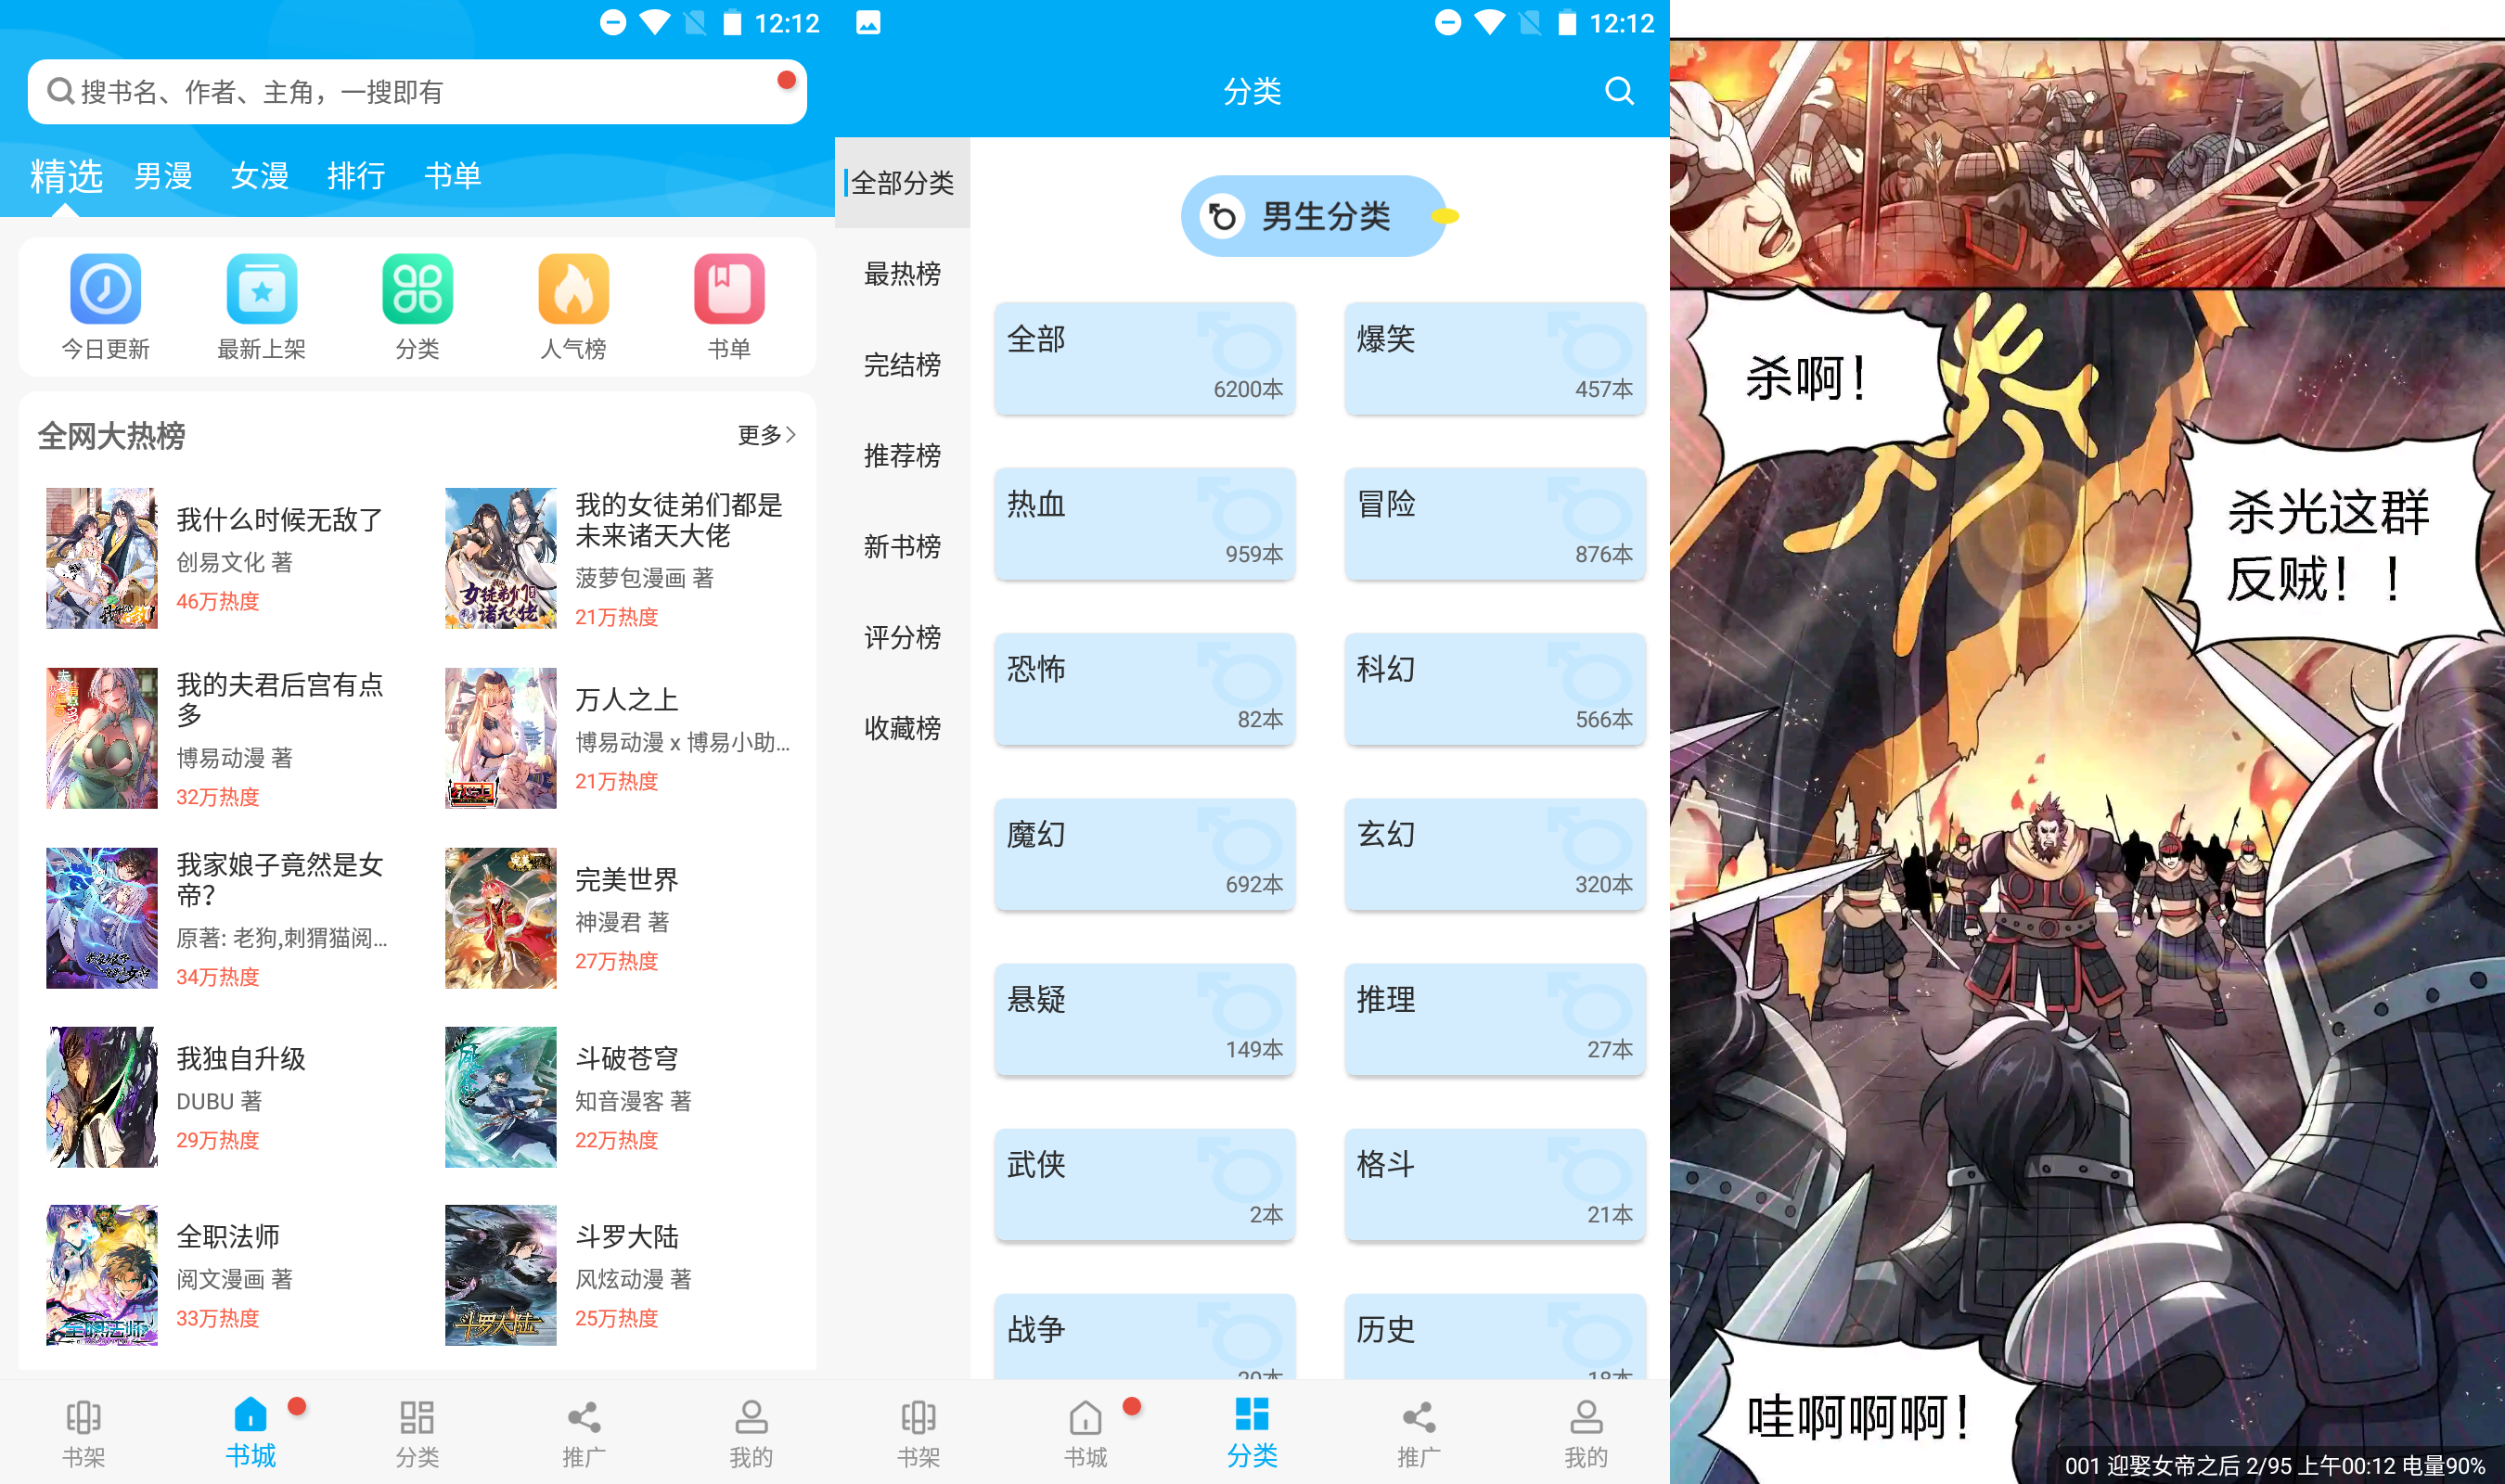 12:12
搜书名、作者、主角，一搜即有
精选 男漫 女漫 排行 书单
今日更新 最新上架 分类 人气榜 书单
全网大热榜 更多
我什么时候无敌了
创易文化 著
46万热度
我的女徒弟们都是
未来诸天大佬
菠萝包漫画 著
21万热度
我的夫君后宫有点
多
博易动漫 著
32万热度
万人之上
博易动漫 x 博易小助...
21万热度
我家娘子竟然是女
帝？
原著: 老狗,刺猬猫阅...
34万热度
完美世界
神漫君 著
27万热度
我独自升级
DUBU 著
29万热度
斗破苍穹
知音漫客 著
22万热度
全职法师
阅文漫画 著
33万热度
斗罗大陆
风炫动漫 著
25万热度
书架 书城 分类 推广 我的
12:12
分类
全部分类
最热榜
完结榜
推荐榜
新书榜
评分榜
收藏榜
男生分类
全部
6200本
爆笑
457本
热血
959本
冒险
876本
恐怖
82本
科幻
566本
魔幻
692本
玄幻
320本
悬疑
149本
推理
27本
武侠
2本
格斗
21本
战争
历史
书架 书城 分类 推广 我的
杀啊！
杀光这群
反贼！！
哇啊啊啊！
001 迎娶女帝之后 2/95 上午00:12 电量90%